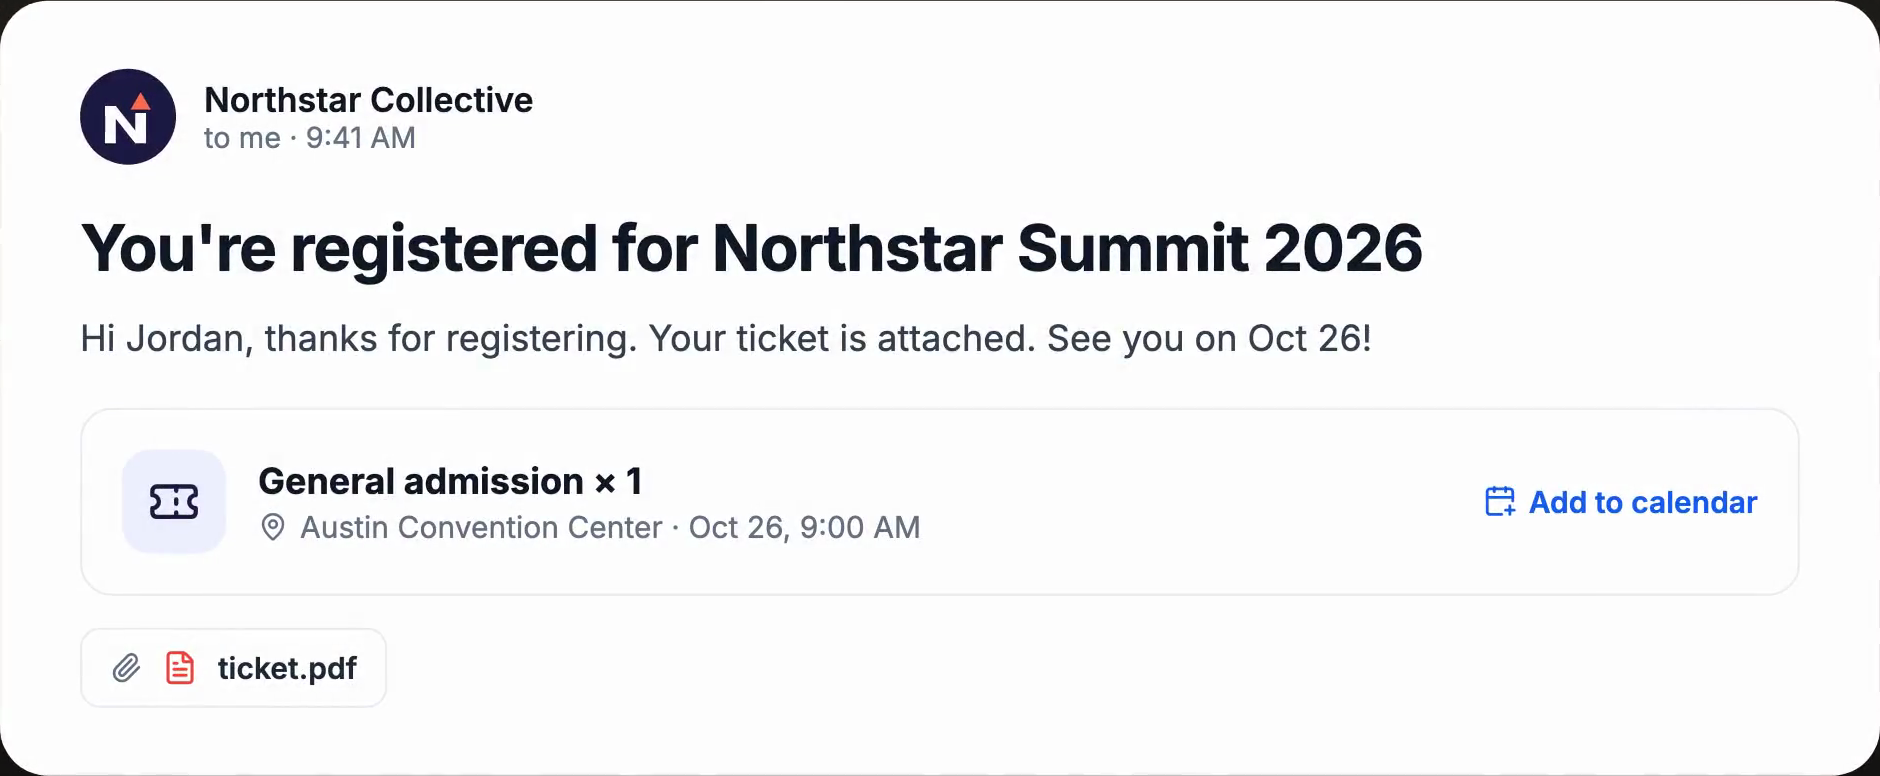 N
Northstar Collective
to me · 9:41 AM
You're registered for Northstar Summit 2026
Hi Jordan, thanks for registering. Your ticket is attached. See you on Oct 26!
General admission × 1
Austin Convention Center · Oct 26, 9:00 AM
Add to calendar
ticket.pdf